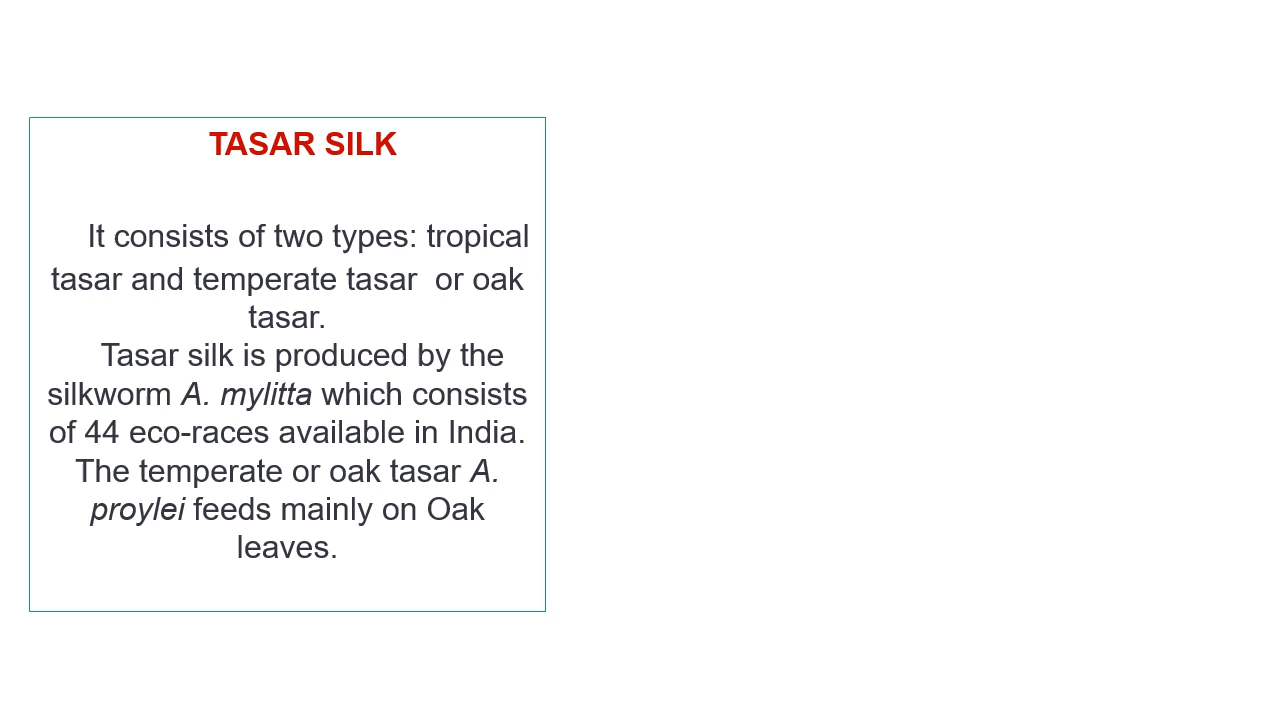 TASAR SILK
It consists of two types: tropical
tasar and temperate tasar  or oak
tasar.
Tasar silk is produced by the
silkworm A. mylitta which consists
of 44 eco-races available in India.
The temperate or oak tasar A.
proylei feeds mainly on Oak
leaves.